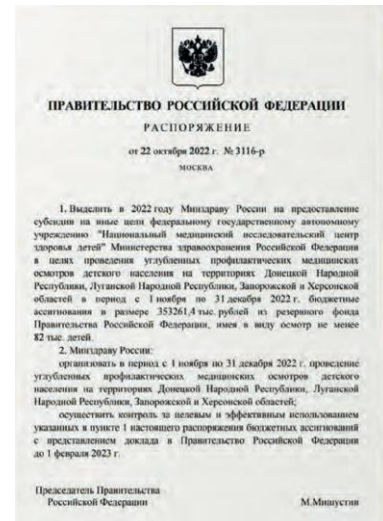 ПРАВИТЕЛЬСТВО РОССИЙСКОЙ ФЕДЕРАЦИИ
РАСПОРЯЖЕНИЕ
от 22 октября 2022 г. № 3116-р
МОСКВА
1. Выделить в 2022 году Минздраву России на предоставление
субсидии на иные цели федеральному государственному автономному
учреждению "Национальный медицинский исследовательский центр
здоровья детей" Министерства здравоохранения Российской Федерации
в целях проведения углубленных профилактических медицинских
осмотров детского населения на территориях Донецкой Народной
Республики, Луганской Народной Республики, Запорожской и Херсонской
областей в период с 1 ноября по 31 декабря 2022 г. бюджетные
ассигнования в размере 353261,4 тыс. рублей из резервного фонда
Правительства Российской Федерации, имея в виду осмотр не менее
82 тыс. детей.
2. Минздраву России:
организовать в период с 1 ноября по 31 декабря 2022 г. проведение
углубленных профилактических медицинских осмотров детского
населения на территориях Донецкой Народной Республики, Луганской
Народной Республики, Запорожской и Херсонской областей;
осуществить контроль за целевым и эффективным использованием
указанных в пункте 1 настоящего распоряжения бюджетных ассигнований
с представлением доклада в Правительство Российской Федерации
до 1 февраля 2023 г.
Председатель Правительства
Российской Федерации М.Мишустин